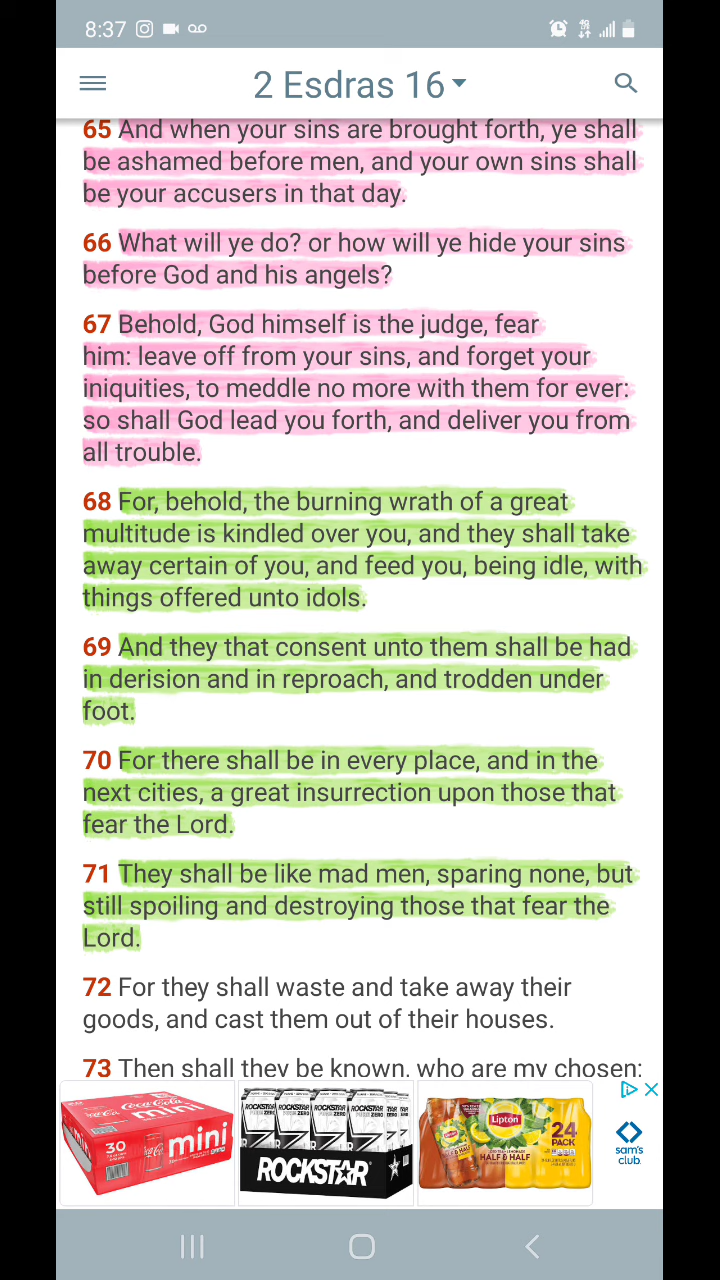 8:37
2 Esdras 16
65 And when your sins are brought forth, ye shall
be ashamed before men, and your own sins shall
be your accusers in that day.
66 What will ye do? or how will ye hide your sins
before God and his angels?
67 Behold, God himself is the judge, fear
him: leave off from your sins, and forget your
iniquities, to meddle no more with them for ever:
so shall God lead you forth, and deliver you from
all trouble.
68 For, behold, the burning wrath of a great
multitude is kindled over you, and they shall take
away certain of you, and feed you, being idle, with
things offered unto idols.
69 And they that consent unto them shall be had
in derision and in reproach, and trodden under
foot.
70 For there shall be in every place, and in the
next cities, a great insurrection upon those that
fear the Lord.
71 They shall be like mad men, sparing none, but
still spoiling and destroying those that fear the
Lord.
72 For they shall waste and take away their
goods, and cast them out of their houses.
73 Then shall they be known, who are my chosen;
Coca-Cola
mini
30
mini
ROCKSTAR ROCKSTAR ROCKSTAR ROCKSTAR
ROCKSTAR
Lipton
HALF & HALF
24
PACK
sam's
club.